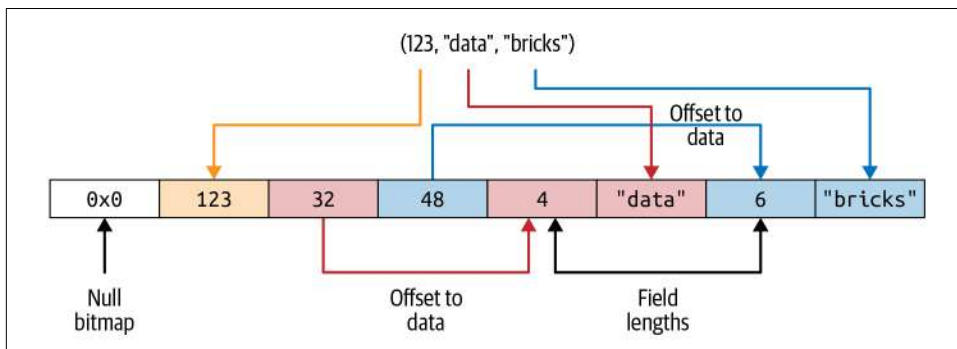 (123, "data", "bricks")
Offset to
data
0x0 123 32 48 4 "data" 6 "bricks"
Null
bitmap
Offset to
data
Field
lengths